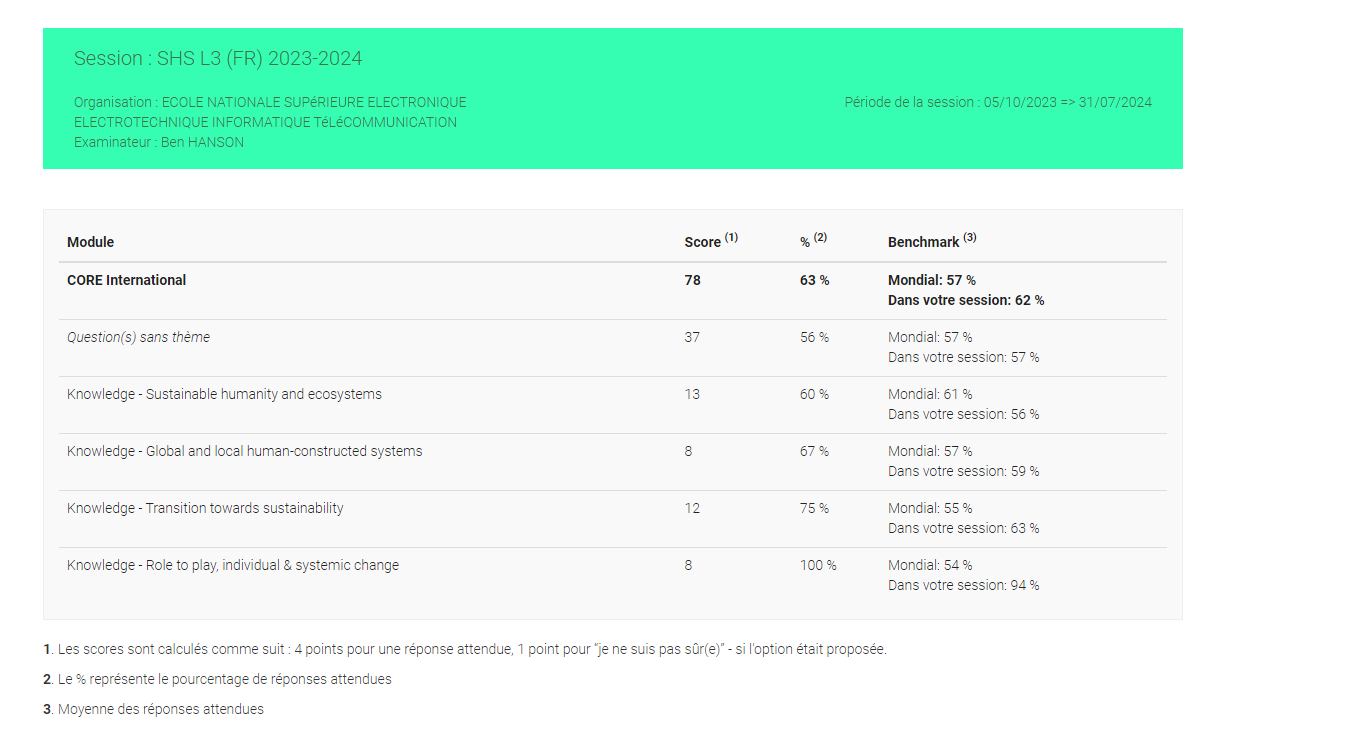 Session : SHS L3 (FR) 2023-2024
Organisation : ECOLE NATIONALE SUPéRIEURE ELECTRONIQUE
ELECTROTECHNIQUE INFORMATIQUE TéLéCOMMUNICATION
Examinateur : Ben HANSON
Période de la session : 05/10/2023 => 31/07/2024
Module Score (1) % (2) Benchmark (3)
CORE International 78 63 % Mondial: 57 %
Dans votre session: 62 %
Question(s) sans thème 37 56 % Mondial: 57 %
Dans votre session: 57 %
Knowledge - Sustainable humanity and ecosystems 13 60 % Mondial: 61 %
Dans votre session: 56 %
Knowledge - Global and local human-constructed systems 8 67 % Mondial: 57 %
Dans votre session: 59 %
Knowledge - Transition towards sustainability 12 75 % Mondial: 55 %
Dans votre session: 63 %
Knowledge - Role to play, individual & systemic change 8 100 % Mondial: 54 %
Dans votre session: 94 %
1. Les scores sont calculés comme suit : 4 points pour une réponse attendue, 1 point pour “je ne suis pas sûr(e)” - si l'option était proposée.
2. Le % représente le pourcentage de réponses attendues
3. Moyenne des réponses attendues